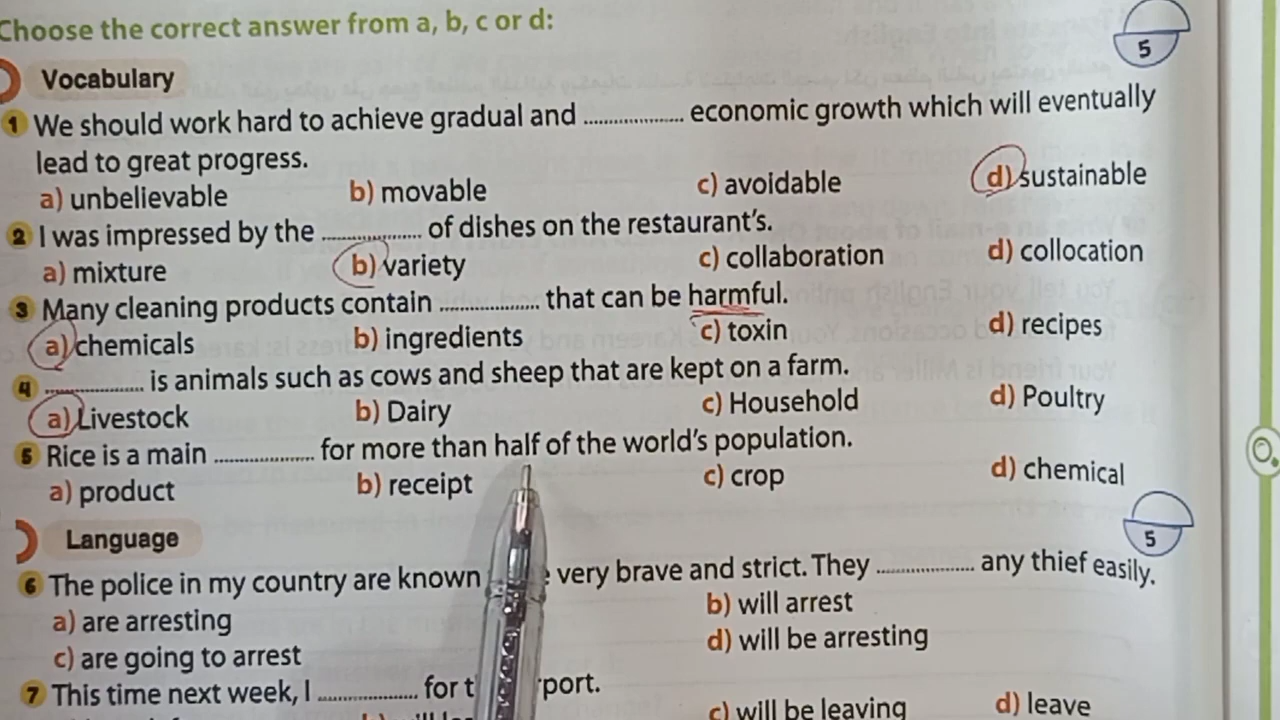 Choose the correct answer from a, b, c or d:
5
Vocabulary
1 We should work hard to achieve gradual and .................. economic growth which will eventually
lead to great progress.
a) unbelievable b) movable c) avoidable d) sustainable
2 I was impressed by the .................. of dishes on the restaurant's.
a) mixture b) variety c) collaboration d) collocation
3 Many cleaning products contain .................. that can be harmful.
a) chemicals b) ingredients c) toxin d) recipes
4 .................. is animals such as cows and sheep that are kept on a farm.
a) Livestock b) Dairy c) Household d) Poultry
5 Rice is a main .................. for more than half of the world's population.
a) product b) receipt c) crop d) chemical
5
Language
6 The police in my country are known very brave and strict. They .................. any thief easily.
a) are arresting b) will arrest
c) are going to arrest d) will be arresting
7 This time next week, I .................. for
c) will be leaving d) leave